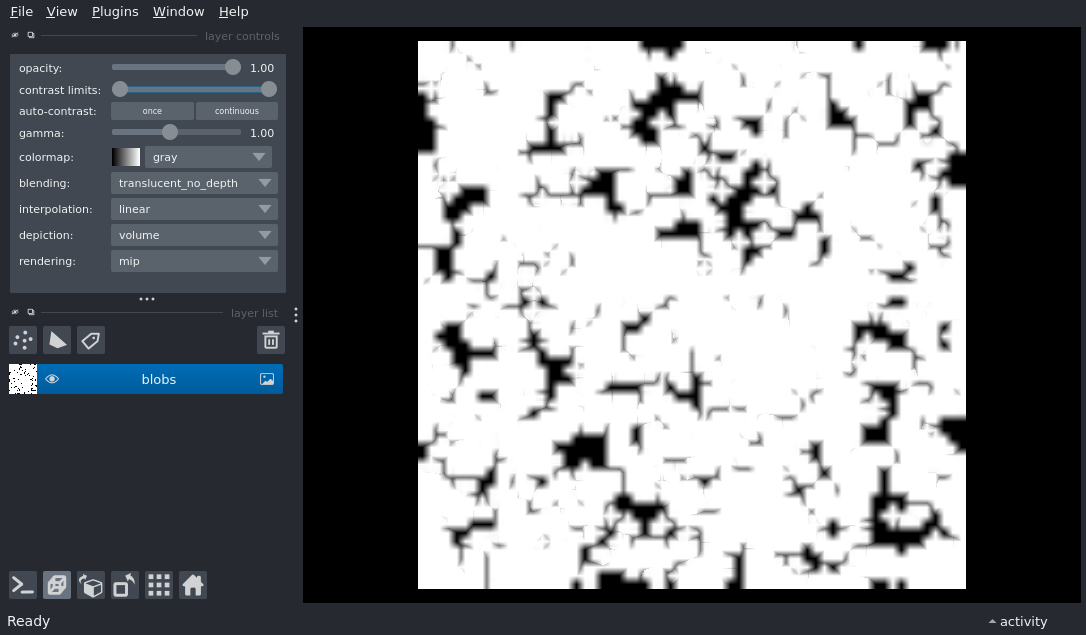 File View Plugins Window Help
layer controls
opacity: 1.00
contrast limits:
auto-contrast: once continuous
gamma: 1.00
colormap: gray
blending: translucent_no_depth
interpolation: linear
depiction: volume
rendering: mip
layer list
blobs
Ready activity